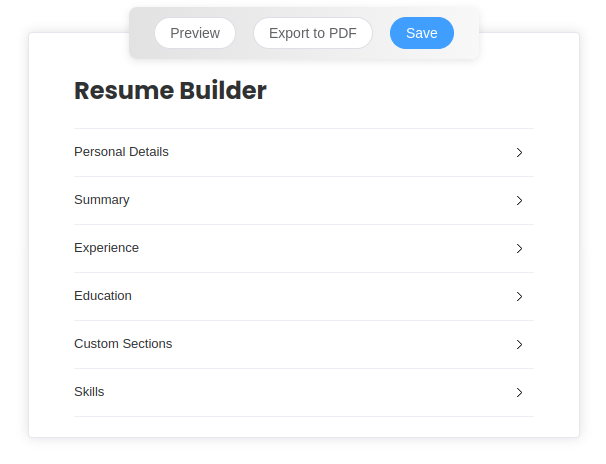 Preview Export to PDF Save
Resume Builder
Personal Details
Summary
Experience
Education
Custom Sections
Skills